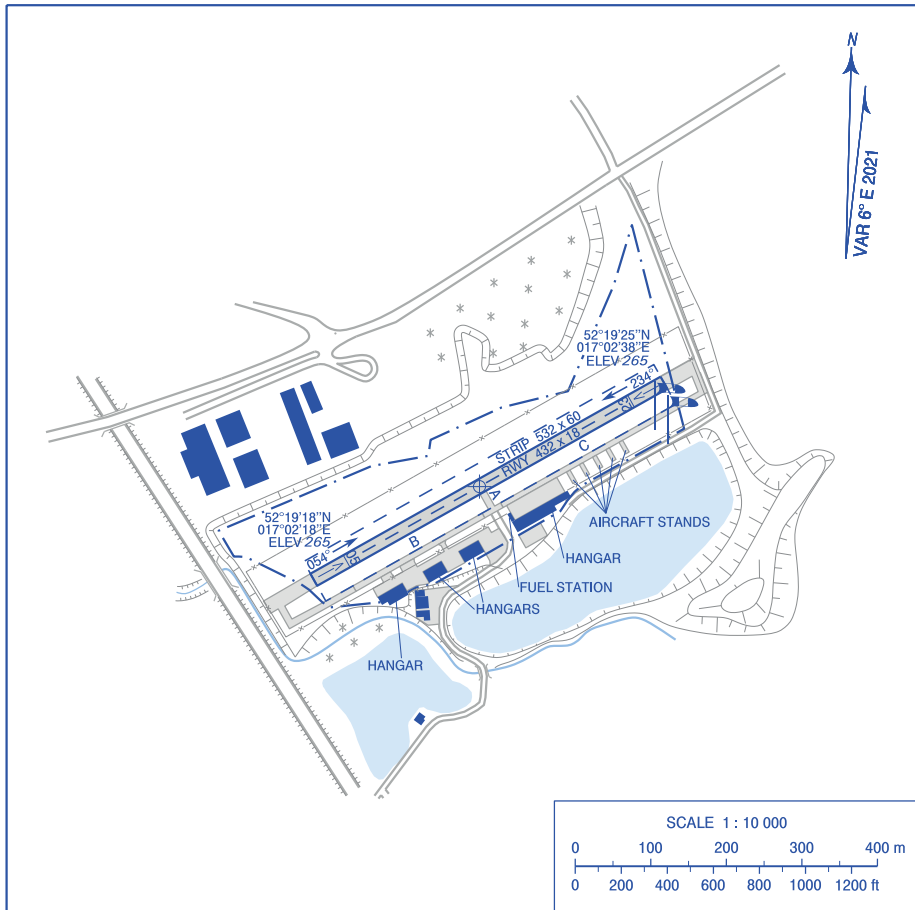 N
VAR 6° E 2021
52°19'25"N
017°02'38"E
ELEV 265
234°
23
STRIP 532 x 60
RWY 432 x 18
C
A
B
52°19'18"N
017°02'18"E
ELEV 265
054°
05
AIRCRAFT STANDS
HANGAR
FUEL STATION
HANGARS
HANGAR
SCALE 1 : 10 000
0 100 200 300 400 m
0 200 400 600 800 1000 1200 ft